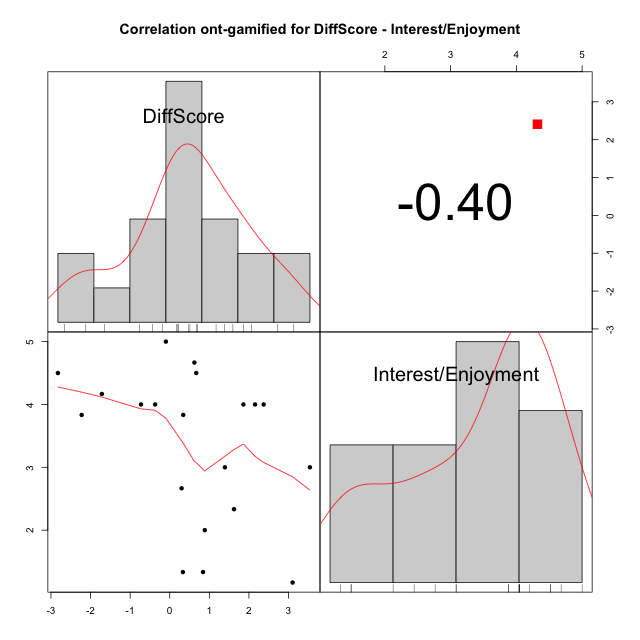 Correlation ont-gamified for DiffScore - Interest/Enjoyment
2 3 4 5
DiffScore
-0.40
3
2
1
0
-1
-2
-3
5
4
3
2
Interest/Enjoyment
-3 -2 -1 0 1 2 3